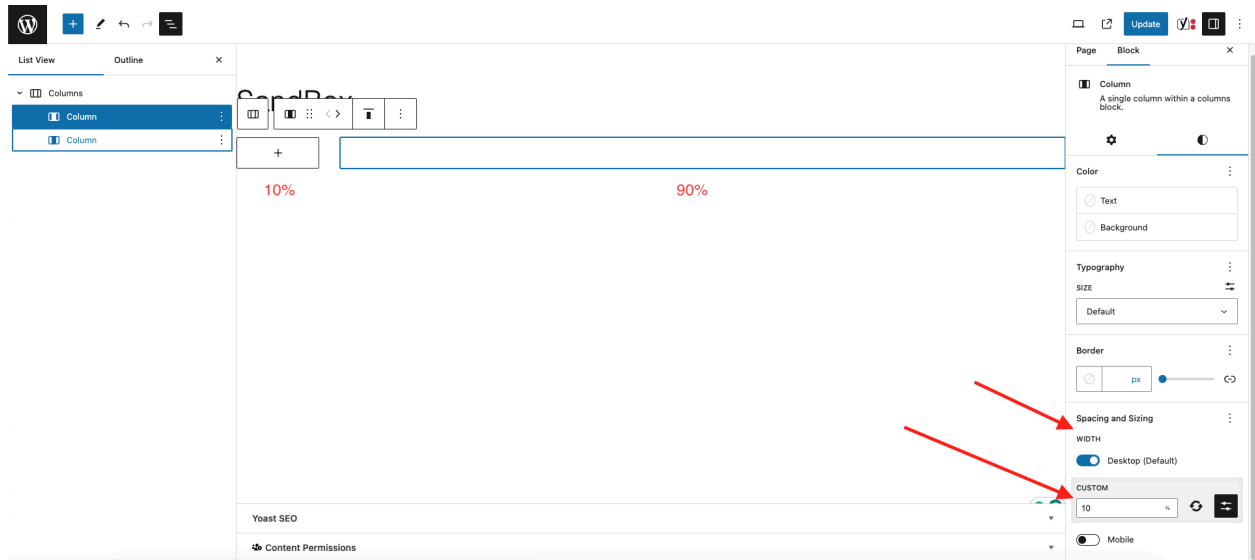 Update
List View
Outline
Columns
Column
Column
SandBox
10%
90%
Yoast SEO
Content Permissions
Page
Block
Column
A single column within a columns
block.
Color
Text
Background
Typography
SIZE
Default
Border
px
Spacing and Sizing
WIDTH
Desktop (Default)
CUSTOM
10
%
Mobile